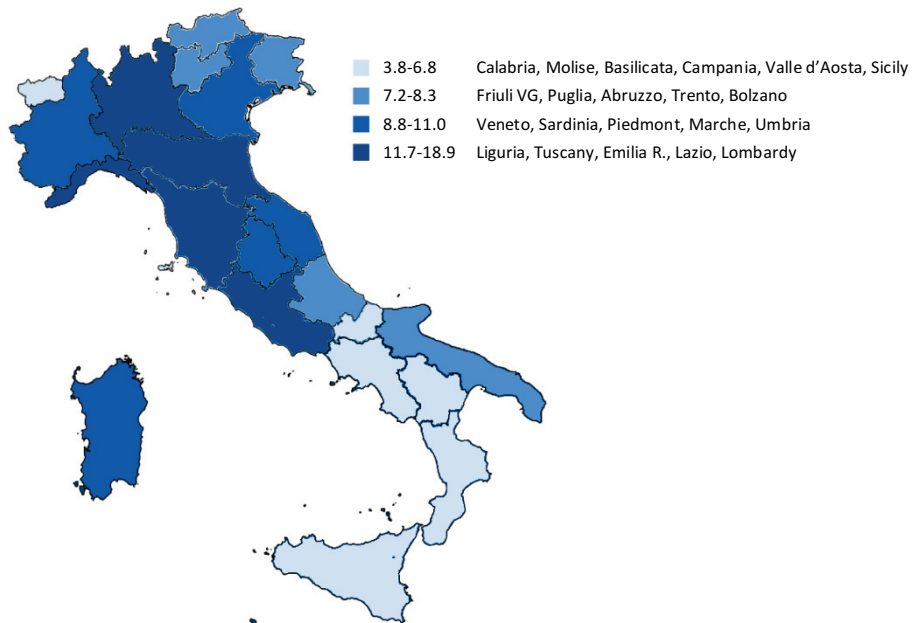 3.8-6.8 Calabria, Molise, Basilicata, Campania, Valle d’Aosta, Sicily
7.2-8.3 Friuli VG, Puglia, Abruzzo, Trento, Bolzano
8.8-11.0 Veneto, Sardinia, Piedmont, Marche, Umbria
11.7-18.9 Liguria, Tuscany, Emilia R., Lazio, Lombardy